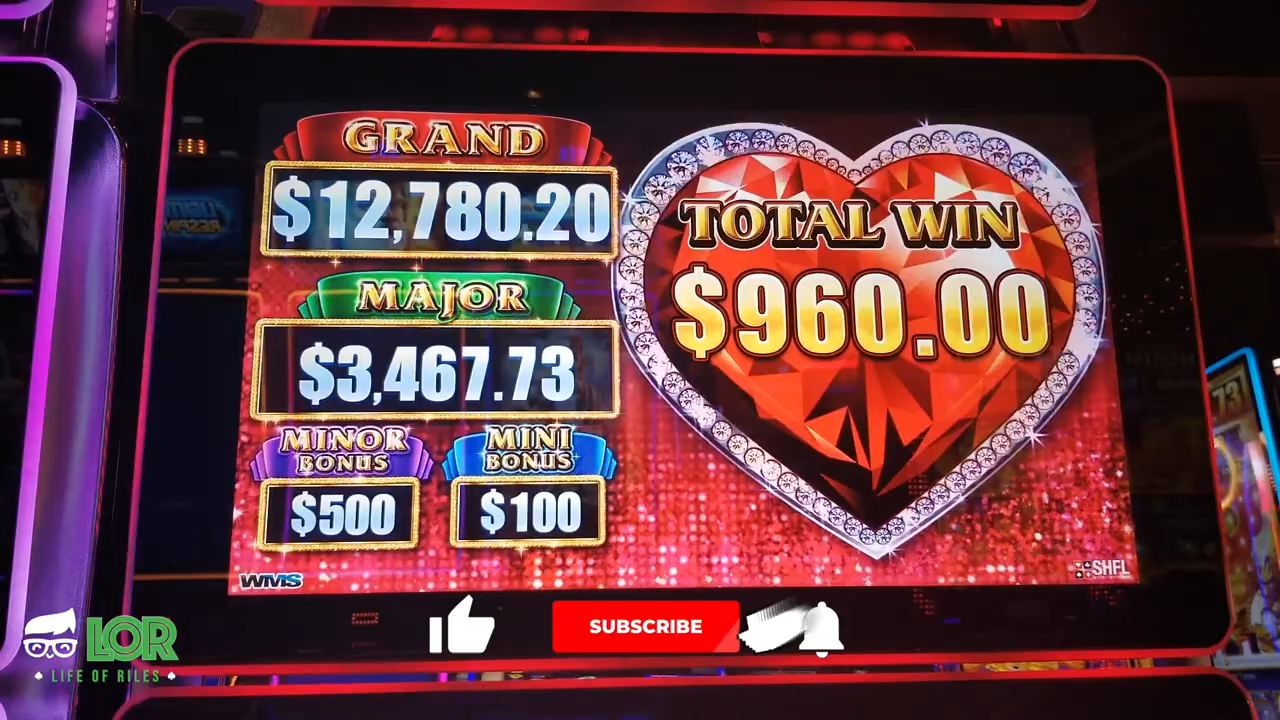 GRAND
$12,780.20
MAJOR
$3,467.73
MINOR
BONUS
$500
MINI
BONUS
$100
TOTAL WIN
$960.00
WMS
SHFL
SUBSCRIBE
LOR
LIFE OF RILES
731